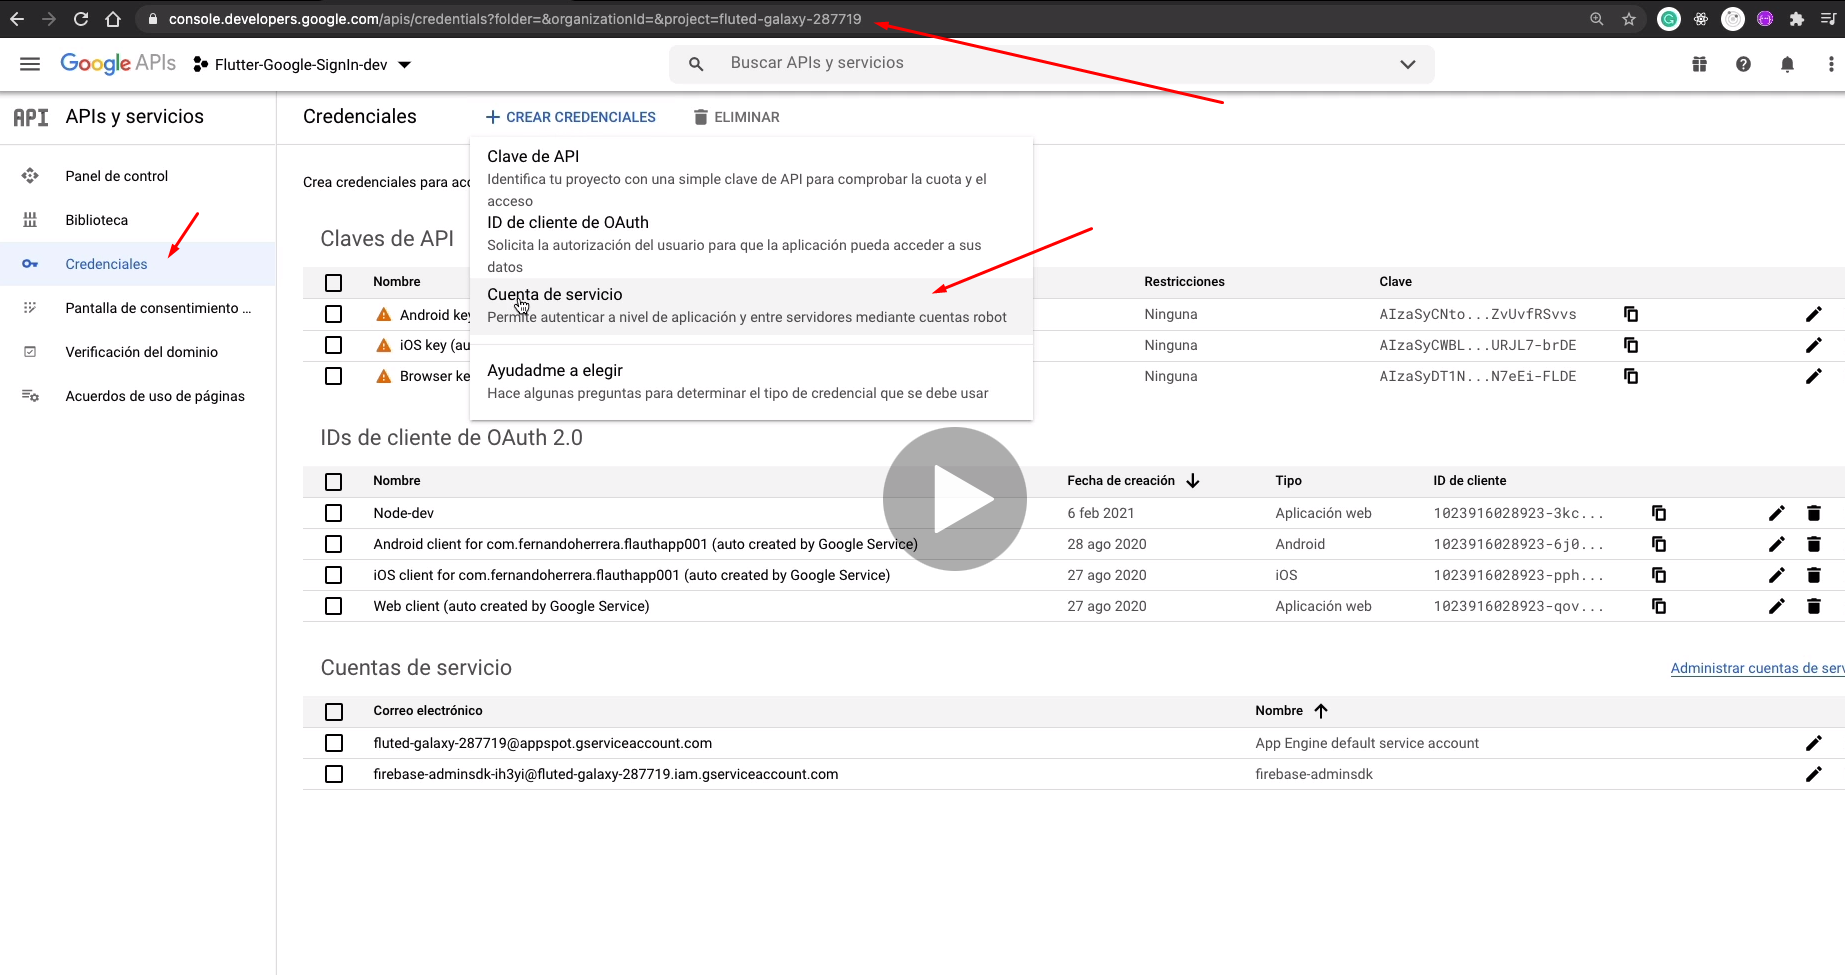 console.developers.google.com/apis/credentials?folder=&organizationId=&project=fluted-galaxy-287719
Google APIs
Flutter-Google-SignIn-dev
Buscar APIs y servicios
API
APIs y servicios
Credenciales
CREAR CREDENCIALES
ELIMINAR
Panel de control
Biblioteca
Credenciales
Pantalla de consentimiento ...
Verificación del dominio
Acuerdos de uso de páginas
Crea credenciales para acc
Clave de API
Identifica tu proyecto con una simple clave de API para comprobar la cuota y el
acceso
ID de cliente de OAuth
Solicita la autorización del usuario para que la aplicación pueda acceder a sus
datos
Cuenta de servicio
Permite autenticar a nivel de aplicación y entre servidores mediante cuentas robot
Ayudadme a elegir
Hace algunas preguntas para determinar el tipo de credencial que se debe usar
Claves de API
Nombre Restricciones Clave
Android key Ninguna AIzaSyCNto...ZvUvfRSvvs
iOS key (au Ninguna AIzaSyCWBL...URJL7-brDE
Browser ke Ninguna AIzaSyDT1N...N7eEi-FLDE
IDs de cliente de OAuth 2.0
Nombre Fecha de creación Tipo ID de cliente
Node-dev 6 feb 2021 Aplicación web 1023916028923-3kc...
Android client for com.fernandoherrera.flauthapp001 (auto created by Google Service) 28 ago 2020 Android 1023916028923-6j0...
iOS client for com.fernandoherrera.flauthapp001 (auto created by Google Service) 27 ago 2020 iOS 1023916028923-pph...
Web client (auto created by Google Service) 27 ago 2020 Aplicación web 1023916028923-qov...
Cuentas de servicio
Administrar cuentas de serv
Correo electrónico Nombre
fluted-galaxy-287719@appspot.gserviceaccount.com App Engine default service account
firebase-adminsdk-ih3yi@fluted-galaxy-287719.iam.gserviceaccount.com firebase-adminsdk